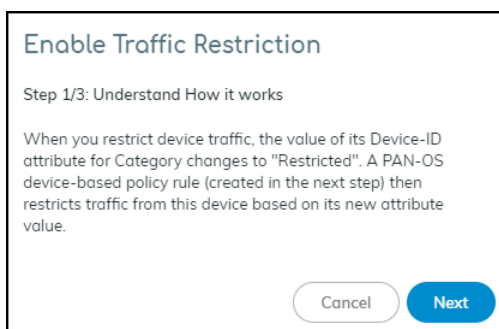 Enable Traffic Restriction
Step 1/3: Understand How it works
When you restrict device traffic, the value of its Device-ID
attribute for Category changes to "Restricted". A PAN-OS
device-based policy rule (created in the next step) then
restricts traffic from this device based on its new attribute
value.
Cancel Next